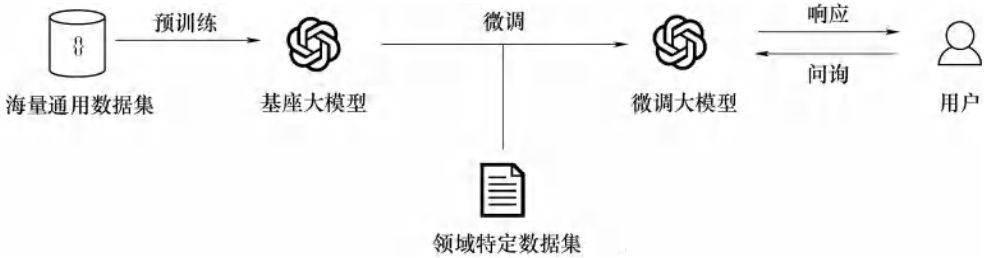 预训练
微调
响应
问询
海量通用数据集
基座大模型
微调大模型
用户
领域特定数据集